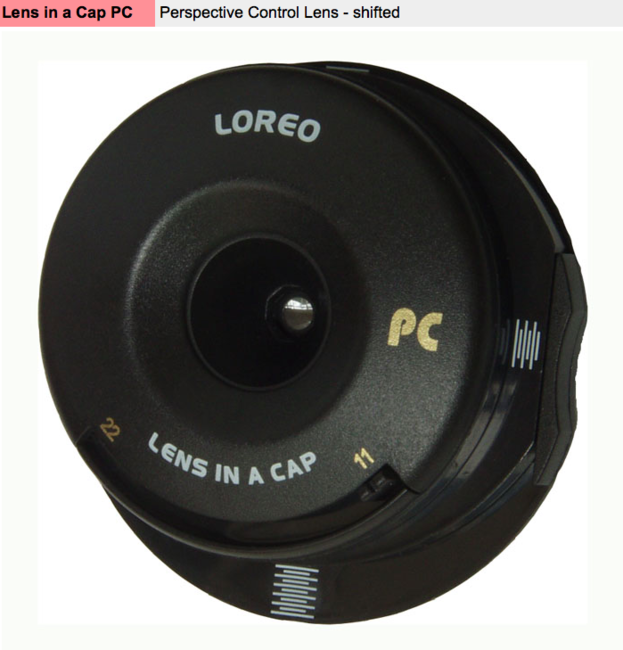 Lens in a Cap PC Perspective Control Lens - shifted
LOREO
PC
22
11
LENS IN A CAP